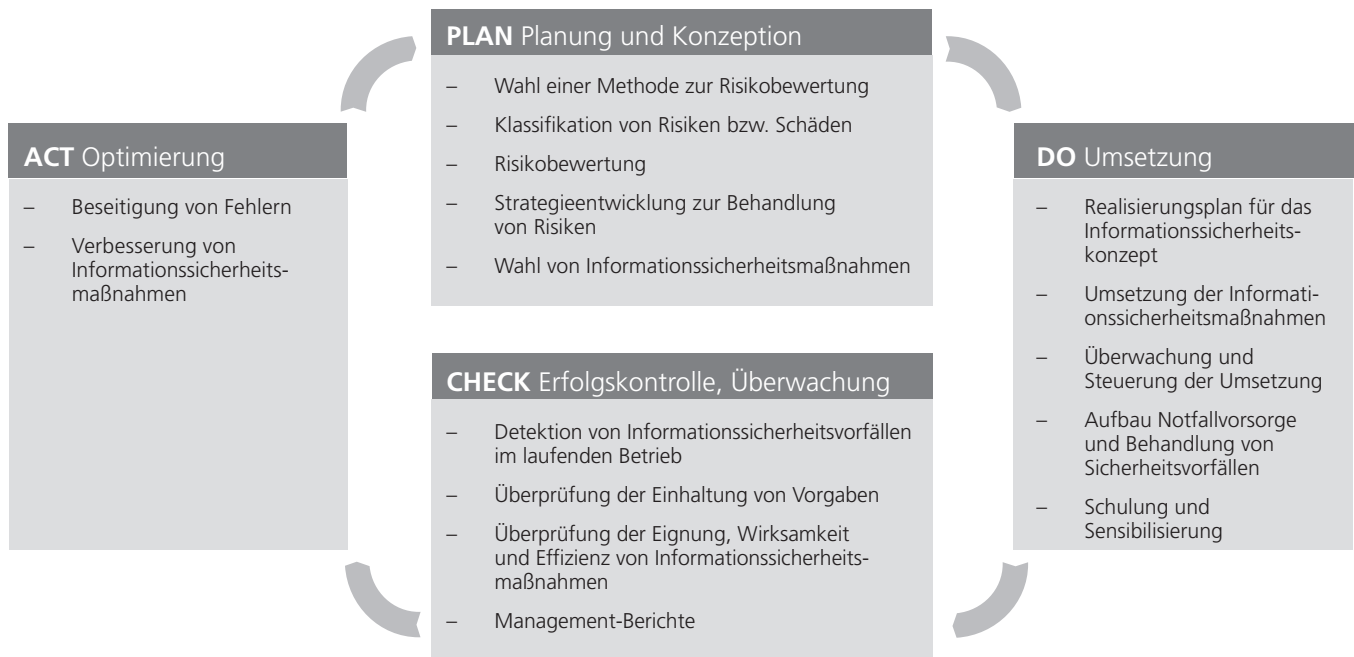 PLAN Planung und Konzeption
– Wahl einer Methode zur Risikobewertung
– Klassifikation von Risiken bzw. Schäden
– Risikobewertung
– Strategieentwicklung zur Behandlung
von Risiken
– Wahl von Informationssicherheitsmaßnahmen
DO Umsetzung
– Realisierungsplan für das
Informationssicherheits-
konzept
– Umsetzung der Informati-
onssicherheitsmaßnahmen
– Überwachung und
Steuerung der Umsetzung
– Aufbau Notfallvorsorge
und Behandlung von
Sicherheitsvorfällen
– Schulung und
Sensibilisierung
CHECK Erfolgskontrolle, Überwachung
– Detektion von Informationssicherheitsvorfällen
im laufenden Betrieb
– Überprüfung der Einhaltung von Vorgaben
– Überprüfung der Eignung, Wirksamkeit
und Effizienz von Informationssicherheits-
maßnahmen
– Management-Berichte
ACT Optimierung
– Beseitigung von Fehlern
– Verbesserung von
Informationssicherheits-
maßnahmen